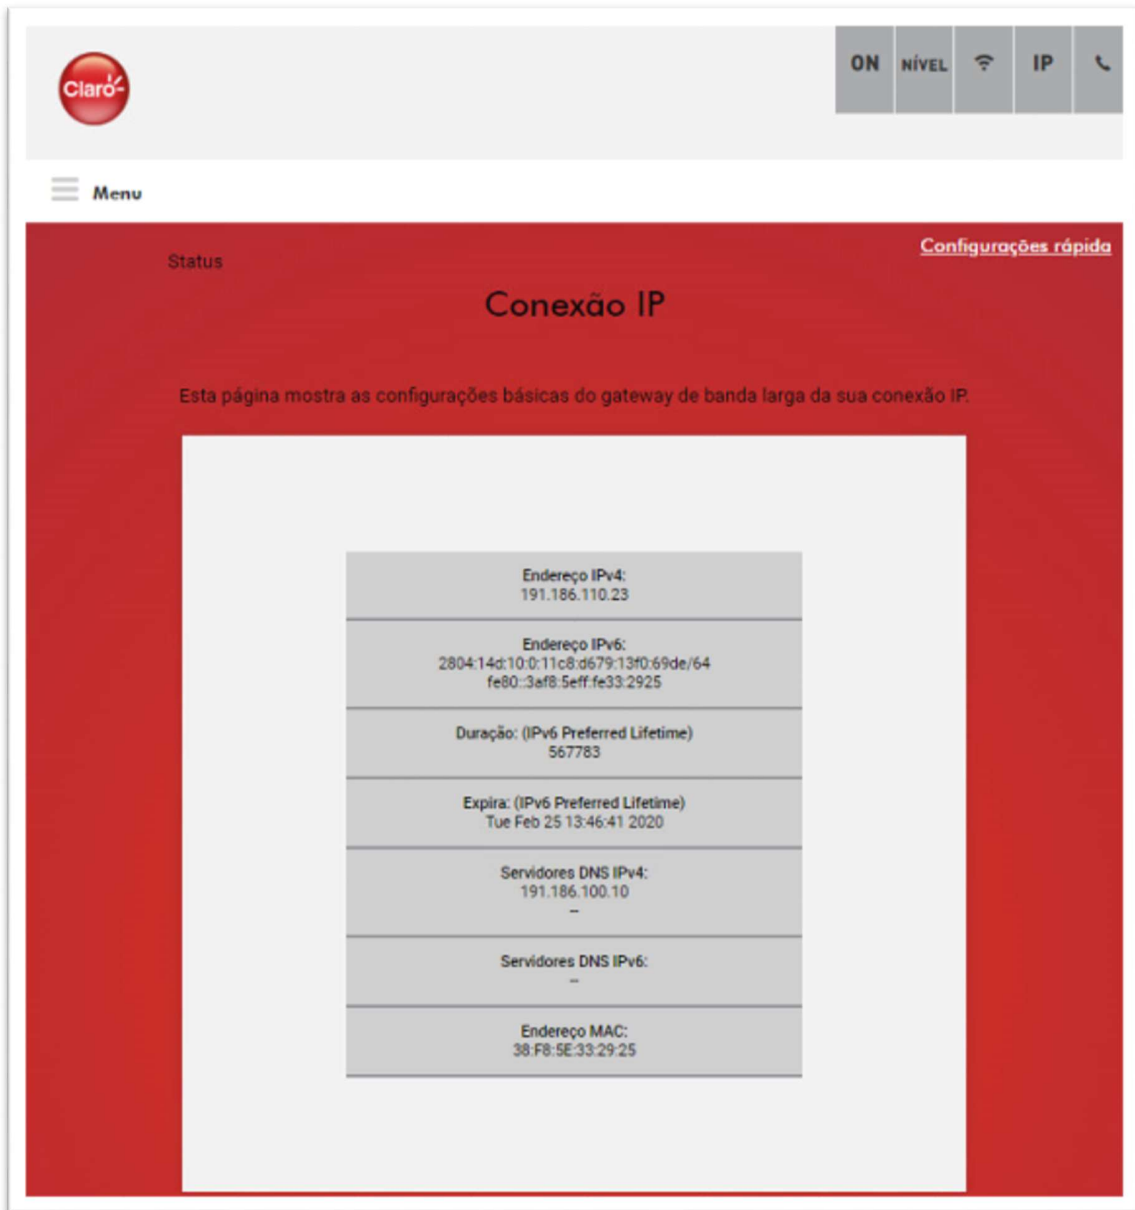 Claro
ON NÍVEL IP
Menu
Configurações rápida
Status
Conexão IP
Esta página mostra as configurações básicas do gateway de banda larga da sua conexão IP.
Endereço IPv4:
191.186.110.23
Endereço IPv6:
2804:14d:10:0:11c8:d679:13f0:69de/64
fe80::3af8:5eff:fe33:2925
Duração: (IPv6 Preferred Lifetime)
567783
Expira: (IPv6 Preferred Lifetime)
Tue Feb 25 13:46:41 2020
Servidores DNS IPv4:
191.186.100.10
--
Servidores DNS IPv6:
--
Endereço MAC:
38:F8:5E:33:29:25